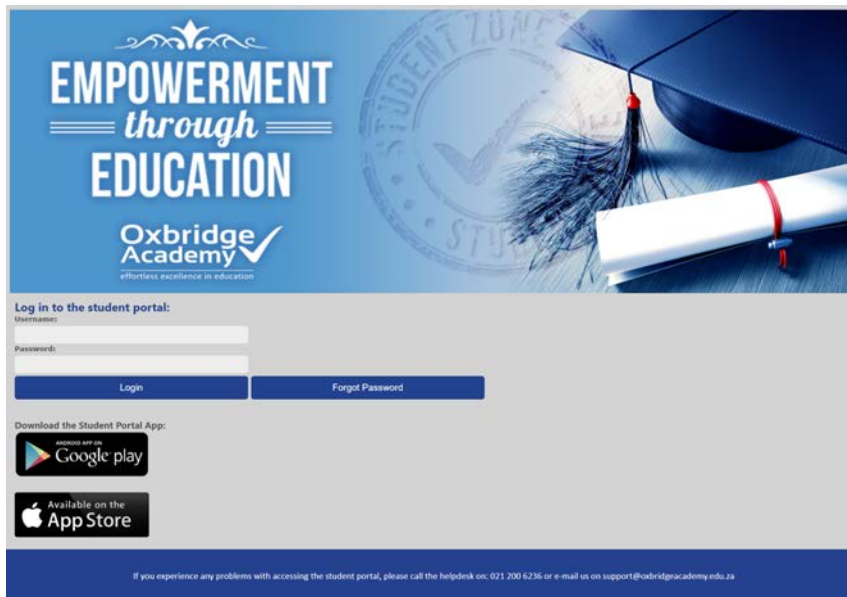 EMPOWERMENT
through
EDUCATION
Oxbridge
Academy
effortless excellence in education
STUDENT ZONE
STUDE
Log in to the student portal:
Username:
Password:
Login Forgot Password
Download the Student Portal App:
ANDROID APP ON
Google play
Available on the
App Store
If you experience any problems with accessing the student portal, please call the helpdesk on: 021 200 6236 or e-mail us on support@oxbridgeacademy.edu.za